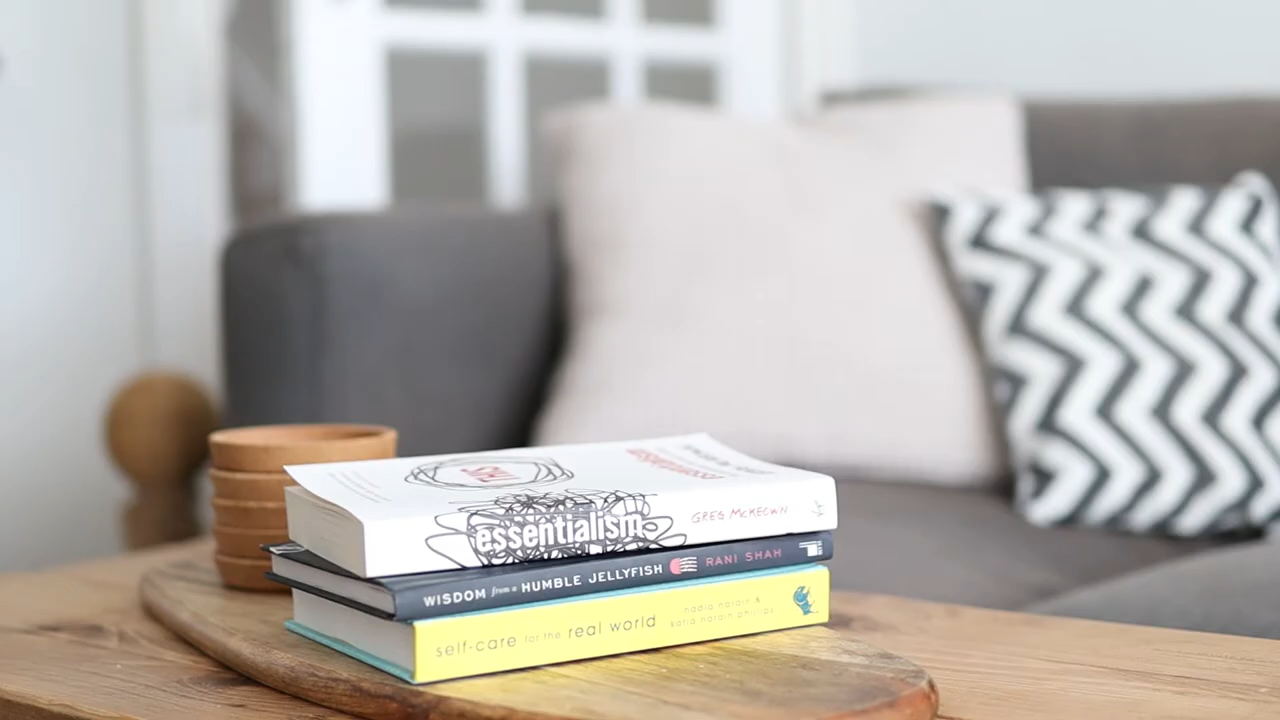 THIS
essentialism
GREG McKEOWN
WISDOM from a HUMBLE JELLYFISH RANI SHAH
self-care for the real world
nadia narain &
katia narain phillips